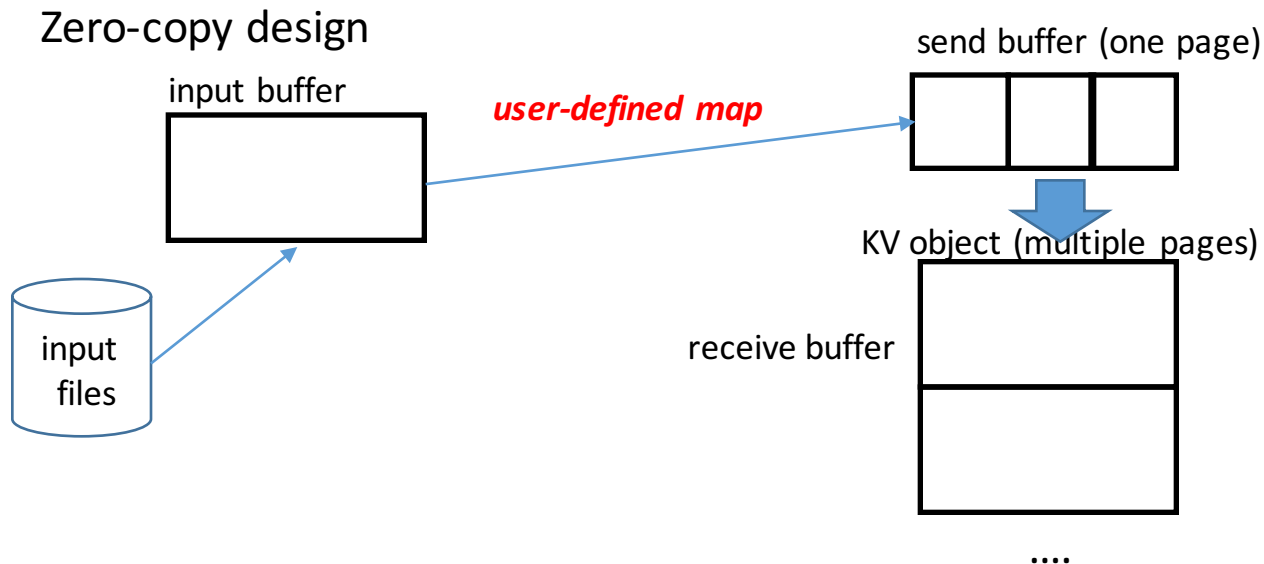 Zero-copy design
send buffer (one page)
input buffer
user-defined map
KV object (multiple pages)
receive buffer
input
files
....